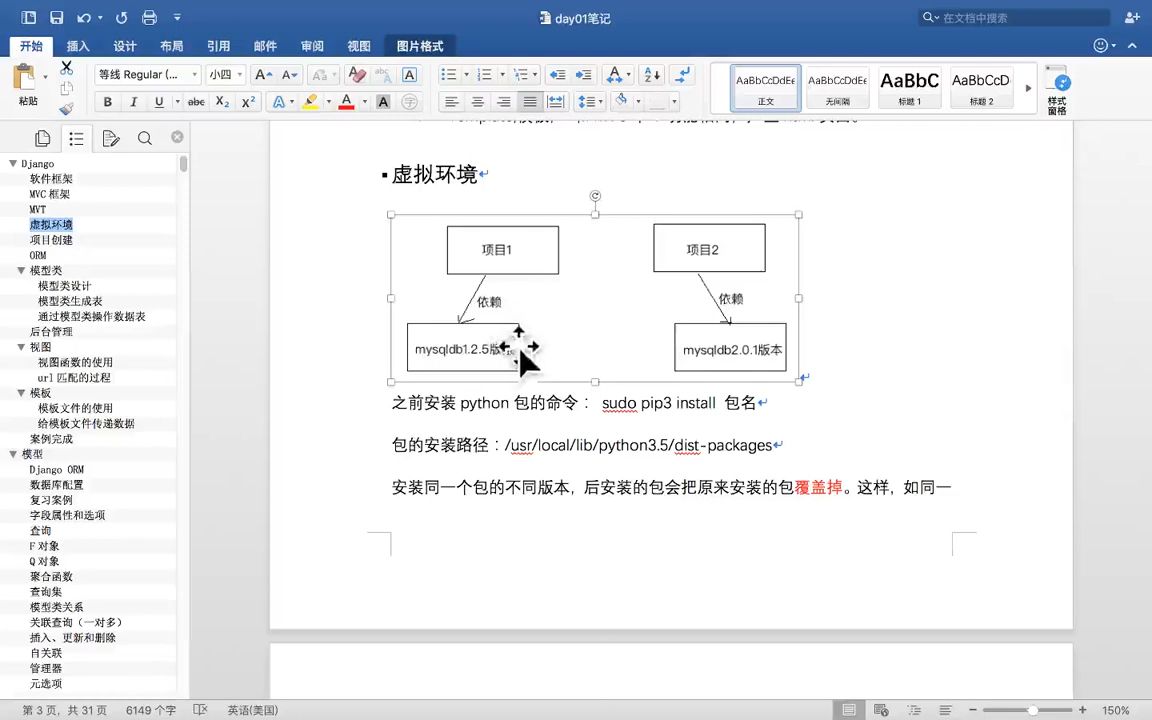 day01笔记
在文中搜索
开始 插入 设计 布局 引用 邮件 审阅 视图 图片格式
粘贴
等线 Regular (... 小四
AaBbCcDdEe AaBbCcDdEe AaBbC AaBbCcD
正文 无间隔 标题 1 标题 2
样式
窗格
Django
软件框架
MVC 框架
MVT
虚拟环境
项目创建
ORM
模型类
模型类设计
模型类生成表
通过模型类操作数据表
后台管理
视图
视图函数的使用
url 匹配的过程
模板
模板文件的使用
给模板文件传递数据
案例完成
模型
Django ORM
数据库配置
复习案例
字段属性和选项
查询
F 对象
Q 对象
聚合函数
查询集
模型类关系
关联查询（一对多）
插入、更新和删除
自关联
管理器
元选项
虚拟环境
项目1 项目2
依赖 依赖
mysqldb1.2.5版 mysqldb2.0.1版本
之前安装 python 包的命令： sudo pip3 install 包名
包的安装路径：/usr/local/lib/python3.5/dist-packages
安装同一个包的不同版本，后安装的包会把原来安装的包覆盖掉。这样，如同一
第 3 页，共 31 页 6149 个字 英语(美国) 150%